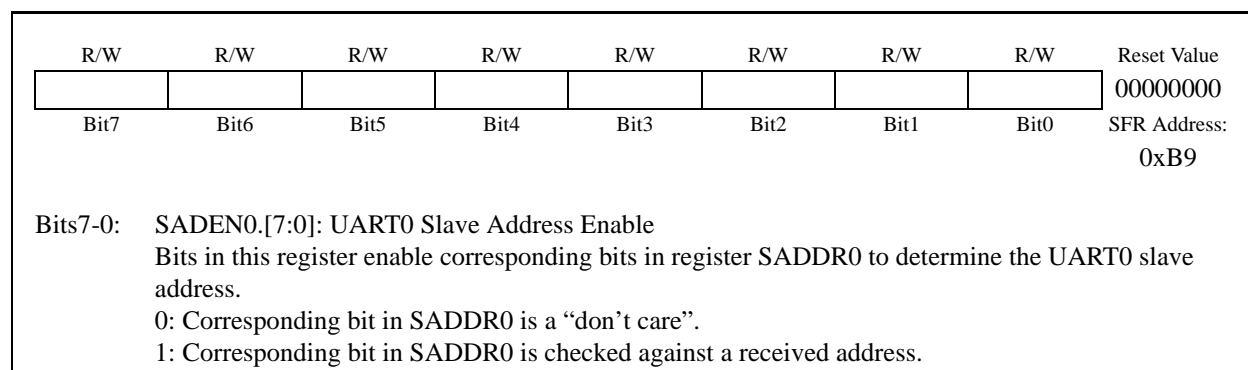 R/W R/W R/W R/W R/W R/W R/W R/W Reset Value
00000000
Bit7 Bit6 Bit5 Bit4 Bit3 Bit2 Bit1 Bit0 SFR Address:
0xB9
Bits7-0: SADEN0.[7:0]: UART0 Slave Address Enable
Bits in this register enable corresponding bits in register SADDR0 to determine the UART0 slave
address.
0: Corresponding bit in SADDR0 is a “don’t care”.
1: Corresponding bit in SADDR0 is checked against a received address.